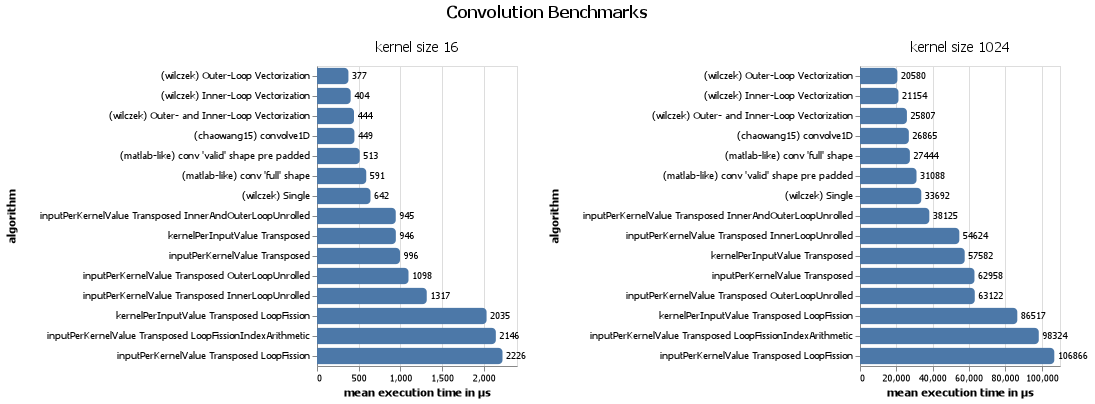 Convolution Benchmarks
kernel size 16
algorithm
(wilczek) Outer-Loop Vectorization 377
(wilczek) Inner-Loop Vectorization 404
(wilczek) Outer- and Inner-Loop Vectorization 444
(chaowang15) convolve1D 449
(matlab-like) conv 'valid' shape pre padded 513
(matlab-like) conv 'full' shape 591
(wilczek) Single 642
inputPerKernelValue Transposed InnerAndOuterLoopUnrolled 945
kernelPerInputValue Transposed 946
inputPerKernelValue Transposed 996
inputPerKernelValue Transposed OuterLoopUnrolled 1098
inputPerKernelValue Transposed InnerLoopUnrolled 1317
kernelPerInputValue Transposed LoopFission 2035
inputPerKernelValue Transposed LoopFissionIndexArithmetic 2146
inputPerKernelValue Transposed LoopFission 2226
0 500 1,000 1,500 2,000
mean execution time in µs
kernel size 1024
algorithm
(wilczek) Outer-Loop Vectorization 20580
(wilczek) Inner-Loop Vectorization 21154
(wilczek) Outer- and Inner-Loop Vectorization 25807
(chaowang15) convolve1D 26865
(matlab-like) conv 'full' shape 27444
(matlab-like) conv 'valid' shape pre padded 31088
(wilczek) Single 33692
inputPerKernelValue Transposed InnerAndOuterLoopUnrolled 38125
inputPerKernelValue Transposed InnerLoopUnrolled 54624
kernelPerInputValue Transposed 57582
inputPerKernelValue Transposed 62958
inputPerKernelValue Transposed OuterLoopUnrolled 63122
kernelPerInputValue Transposed LoopFission 86517
inputPerKernelValue Transposed LoopFissionIndexArithmetic 98324
inputPerKernelValue Transposed LoopFission 106866
0 20,000 40,000 60,000 80,000 100,000
mean execution time in µs